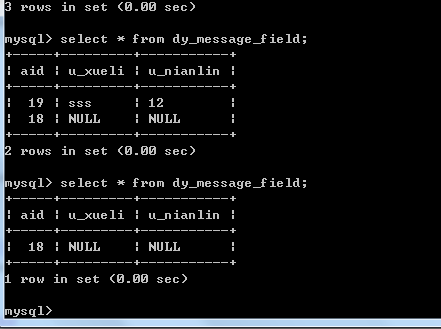 3 rows in set (0.00 sec)
mysql> select * from dy_message_field;
+-----+---------+-----------+
| aid | u_xueli | u_nianlin |
+-----+---------+-----------+
|  19 | sss     | 12        |
|  18 | NULL    | NULL      |
+-----+---------+-----------+
2 rows in set (0.00 sec)
mysql> select * from dy_message_field;
+-----+---------+-----------+
| aid | u_xueli | u_nianlin |
+-----+---------+-----------+
|  18 | NULL    | NULL      |
+-----+---------+-----------+
1 row in set (0.00 sec)
mysql>